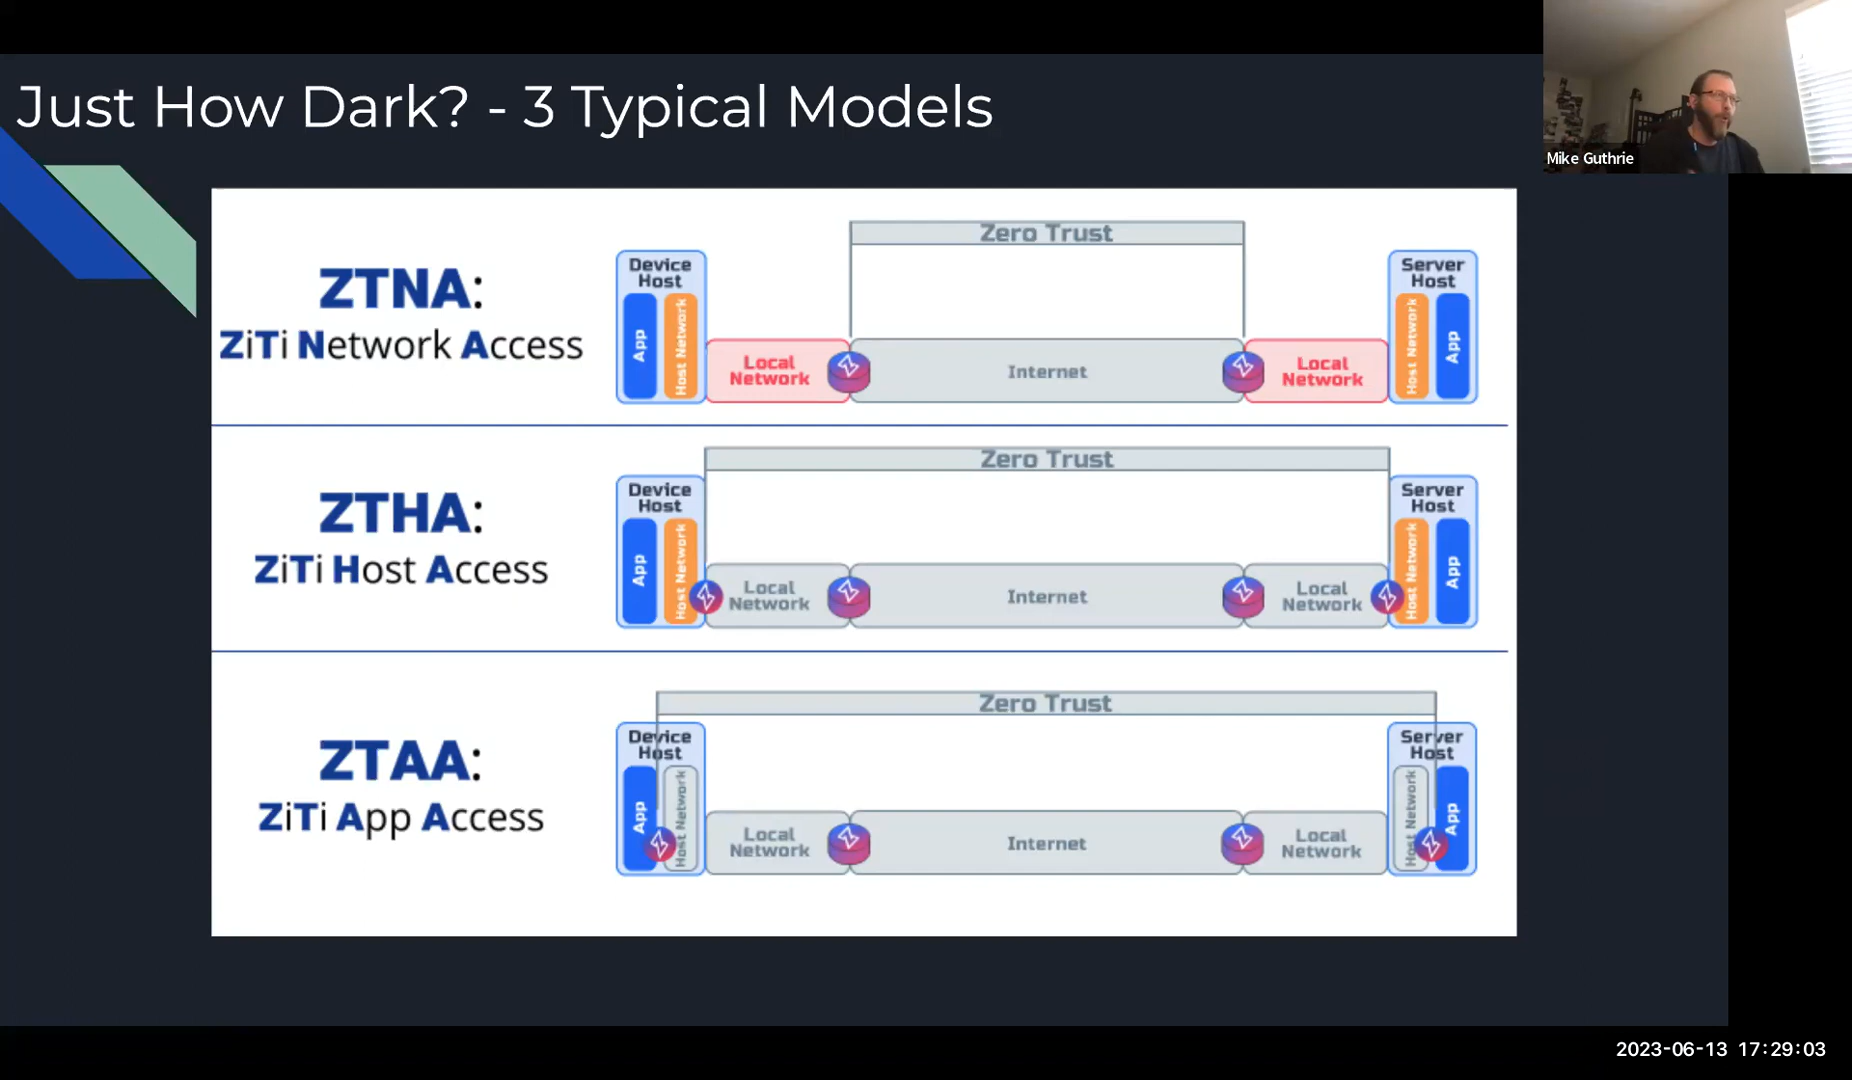 Just How Dark? - 3 Typical Models
Mike Guthrie
ZTNA:
ZiTi Network Access
Zero Trust
Device
Host
App
Host Network
Local
Network
Internet
Local
Network
Server
Host
Host Network
App
ZTHA:
ZiTi Host Access
Zero Trust
Device
Host
App
Host Network
Local
Network
Internet
Local
Network
Server
Host
Host Network
App
ZTAA:
ZiTi App Access
Zero Trust
Device
Host
App
Host Network
Local
Network
Internet
Local
Network
Server
Host
Host Network
App
2023-06-13 17:29:03